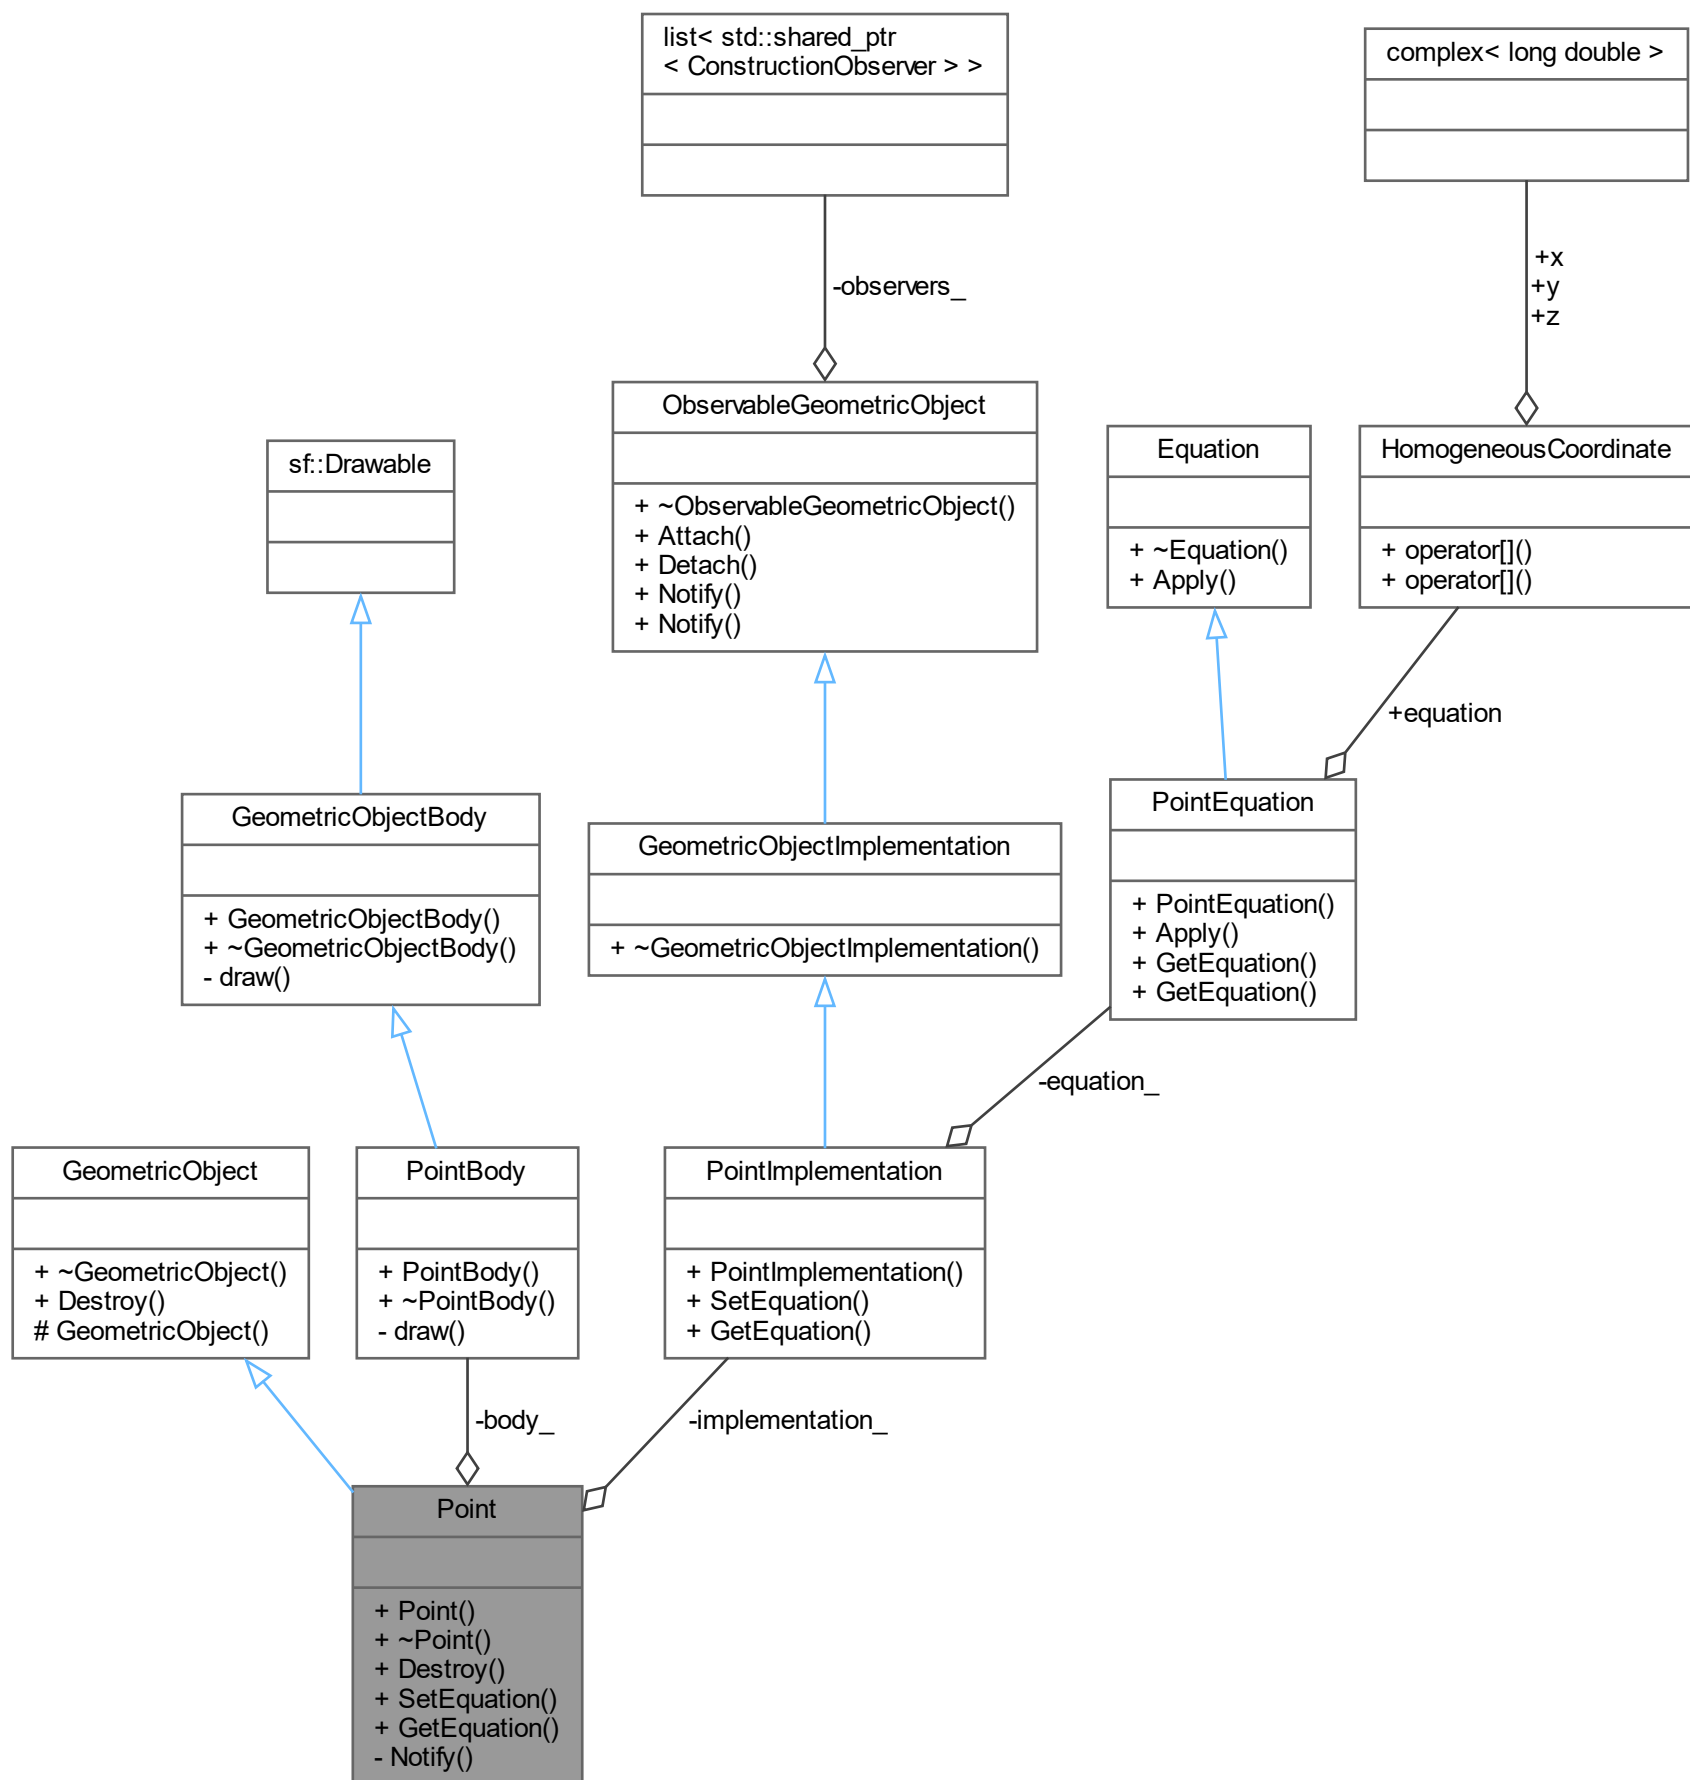 list< std::shared_ptr
< ConstructionObserver > >
complex< long double >
+x
+y
+z
-observers_
ObservableGeometricObject
+ ~ObservableGeometricObject()
+ Attach()
+ Detach()
+ Notify()
+ Notify()
sf::Drawable
Equation
+ ~Equation()
+ Apply()
HomogeneousCoordinate
+ operator[]()
+ operator[]()
+equation
GeometricObjectBody
+ GeometricObjectBody()
+ ~GeometricObjectBody()
- draw()
GeometricObjectImplementation
+ ~GeometricObjectImplementation()
PointEquation
+ PointEquation()
+ Apply()
+ GetEquation()
+ GetEquation()
-equation_
GeometricObject
+ ~GeometricObject()
+ Destroy()
# GeometricObject()
PointBody
+ PointBody()
+ ~PointBody()
- draw()
PointImplementation
+ PointImplementation()
+ SetEquation()
+ GetEquation()
-body_
-implementation_
Point
+ Point()
+ ~Point()
+ Destroy()
+ SetEquation()
+ GetEquation()
- Notify()